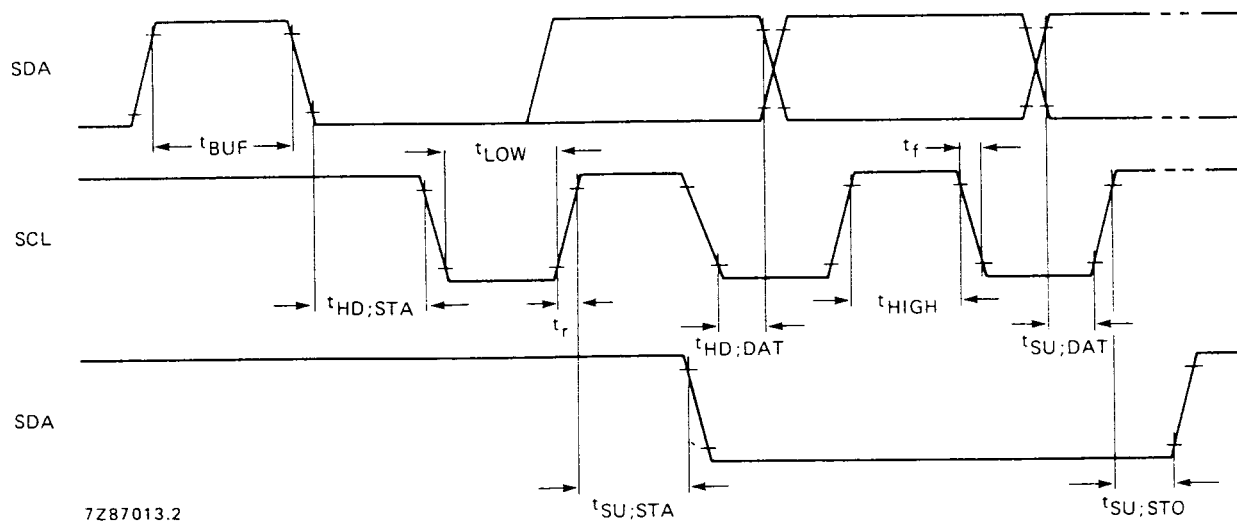 SDA
tBUF
tLOW
tf
SCL
tHD;STA
tr
tHD;DAT
tHIGH
tSU;DAT
SDA
tSU;STA
tSU;STO
7Z87013.2